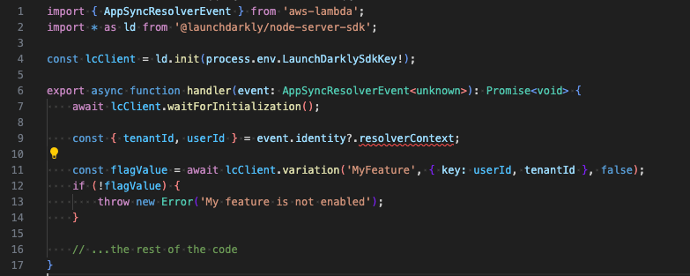 1 import { AppSyncResolverEvent } from 'aws-lambda';
2 import * as ld from '@launchdarkly/node-server-sdk';
3
4 const lcClient = ld.init(process.env.LaunchDarklySdkKey!);
5
6 export async function handler(event: AppSyncResolverEvent<unknown>): Promise<void> {
7     await lcClient.waitForInitialization();
8
9     const { tenantId, userId } = event.identity?.resolverContext;
10
11     const flagValue = await lcClient.variation('MyFeature', { key: userId, tenantId }, false);
12     if (!flagValue) {
13         throw new Error('My feature is not enabled');
14     }
15
16     // ...the rest of the code
17 }